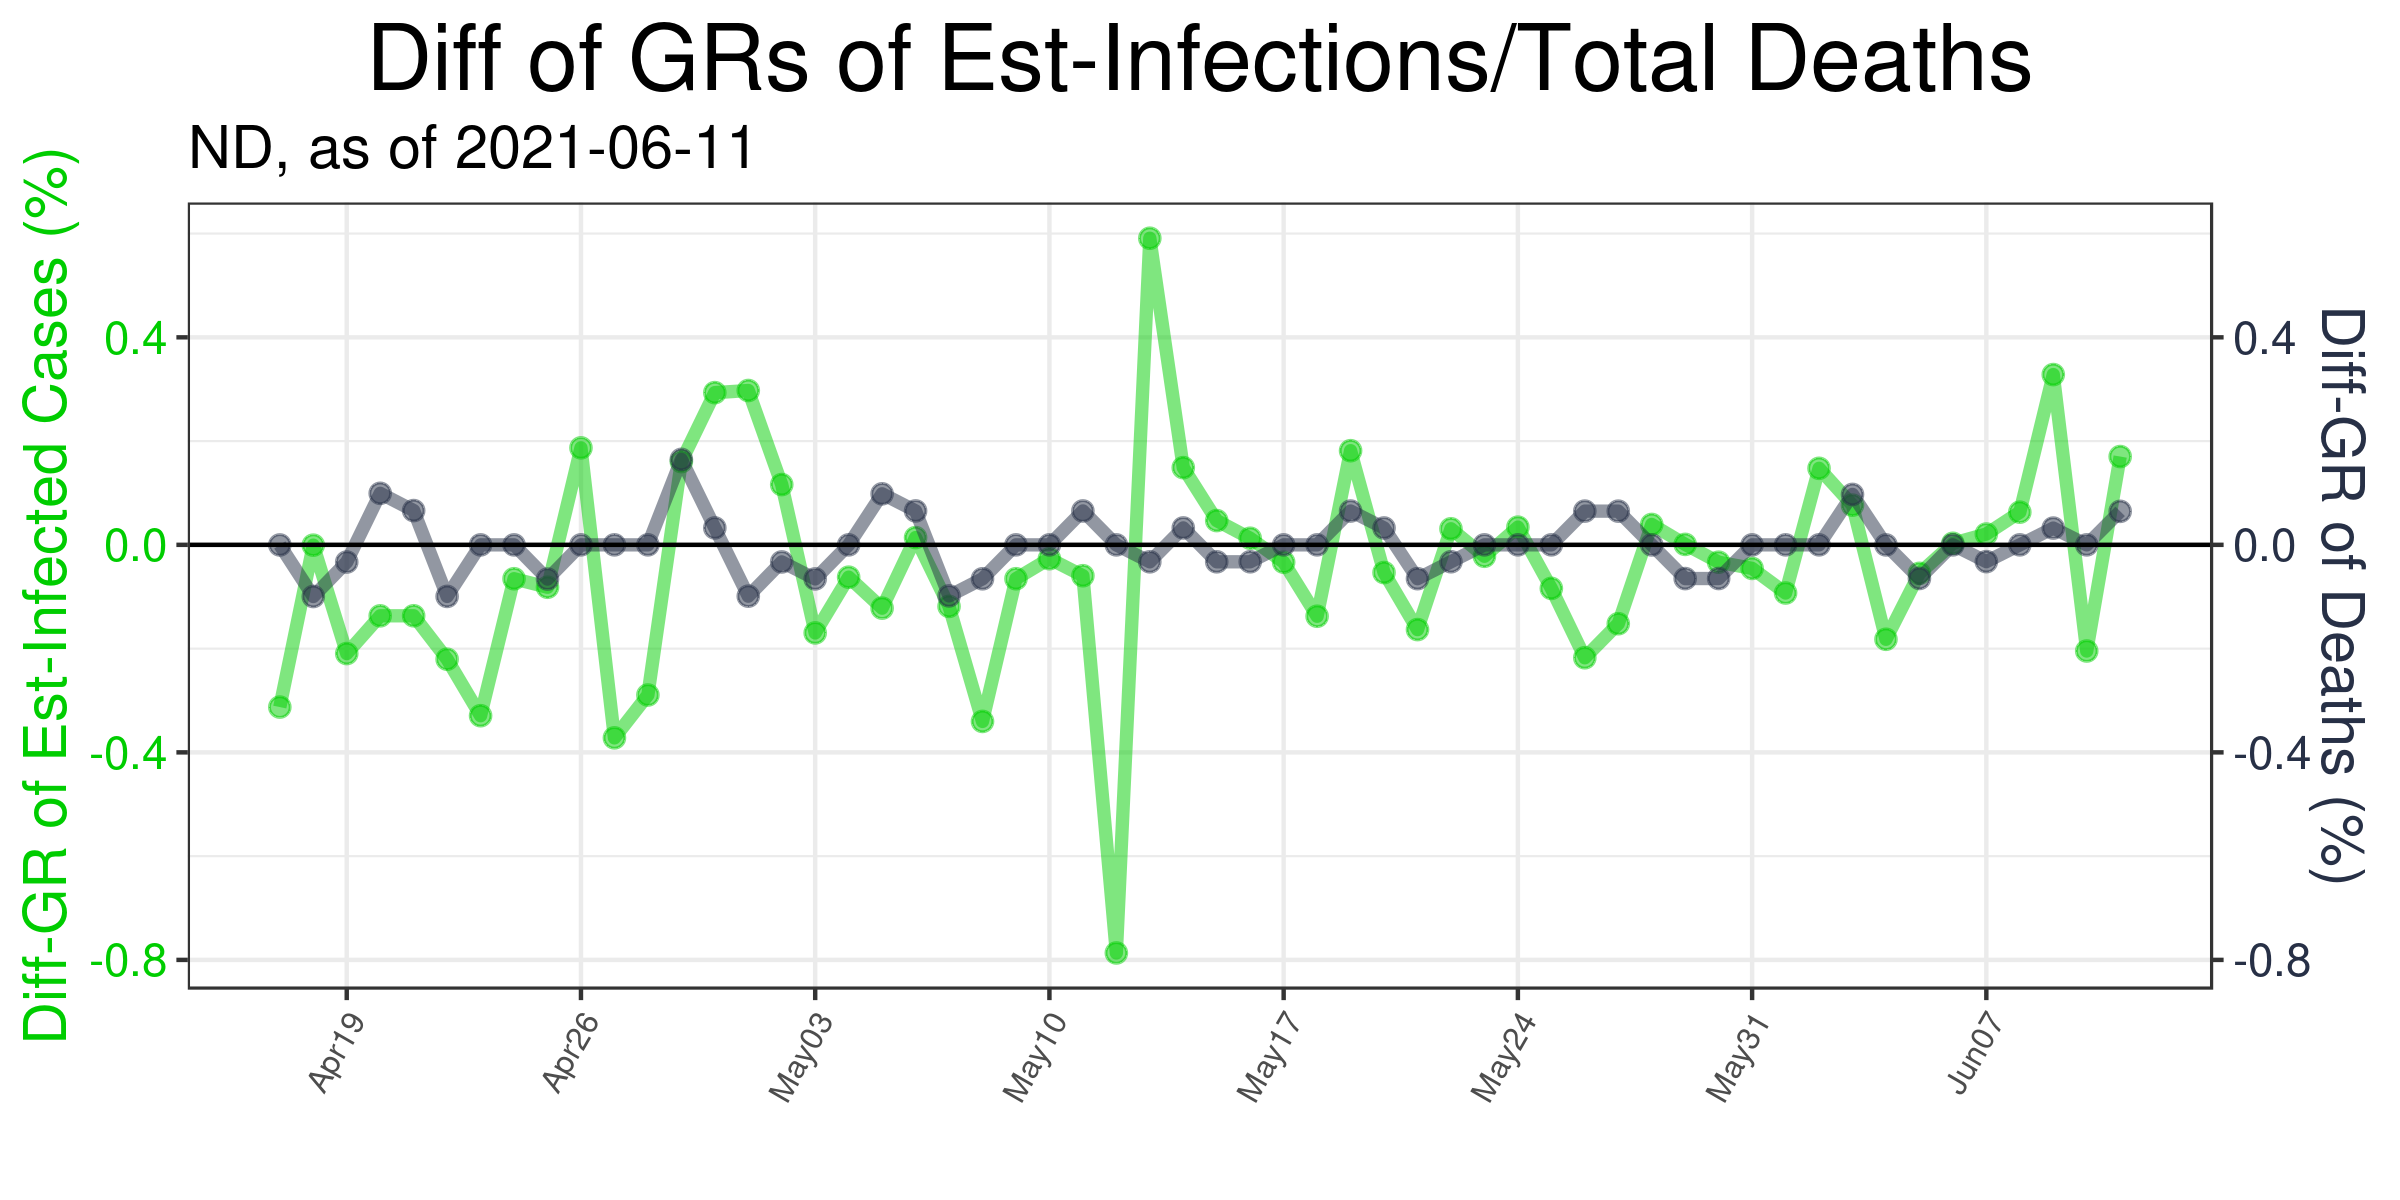 Diff of GRs of Est-Infections/Total Deaths
ND, as of 2021-06-11
Diff-GR of Est-Infected Cases (%)
0.4
0.0
-0.4
-0.8
0.4
0.0
-0.4
-0.8
Diff-GR of Deaths (%)
Apr19
Apr26
May03
May10
May17
May24
May31
Jun07